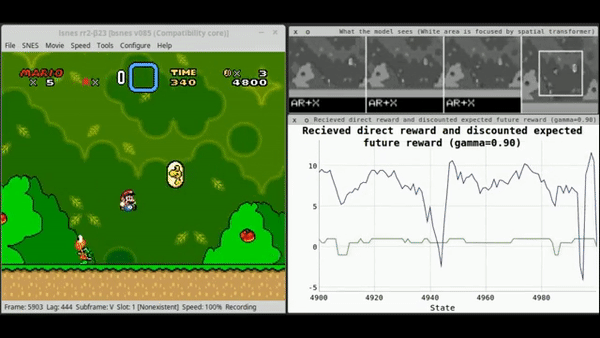 lsnes rr2-β23 [bsnes v085 (Compatibility core)]
File SNES Movie Speed Tools Configure Help
MARIO TIME 3
x 5 x 0 340 4800
Frame: 5903 Lag: 444 Subframe: V Slot: 1 [Nonexistent] Speed: 100% Recording
x o What the model sees (White area is focused by spatial transformer)
AR+X AR+X AR+X
x o Recieved direct reward and discounted expected future reward (gamma=0.90)
Recieved direct reward and discounted expected
future reward (gamma=0.90)
10
5
0
-5
4900 4920 4940 4960 4980
State